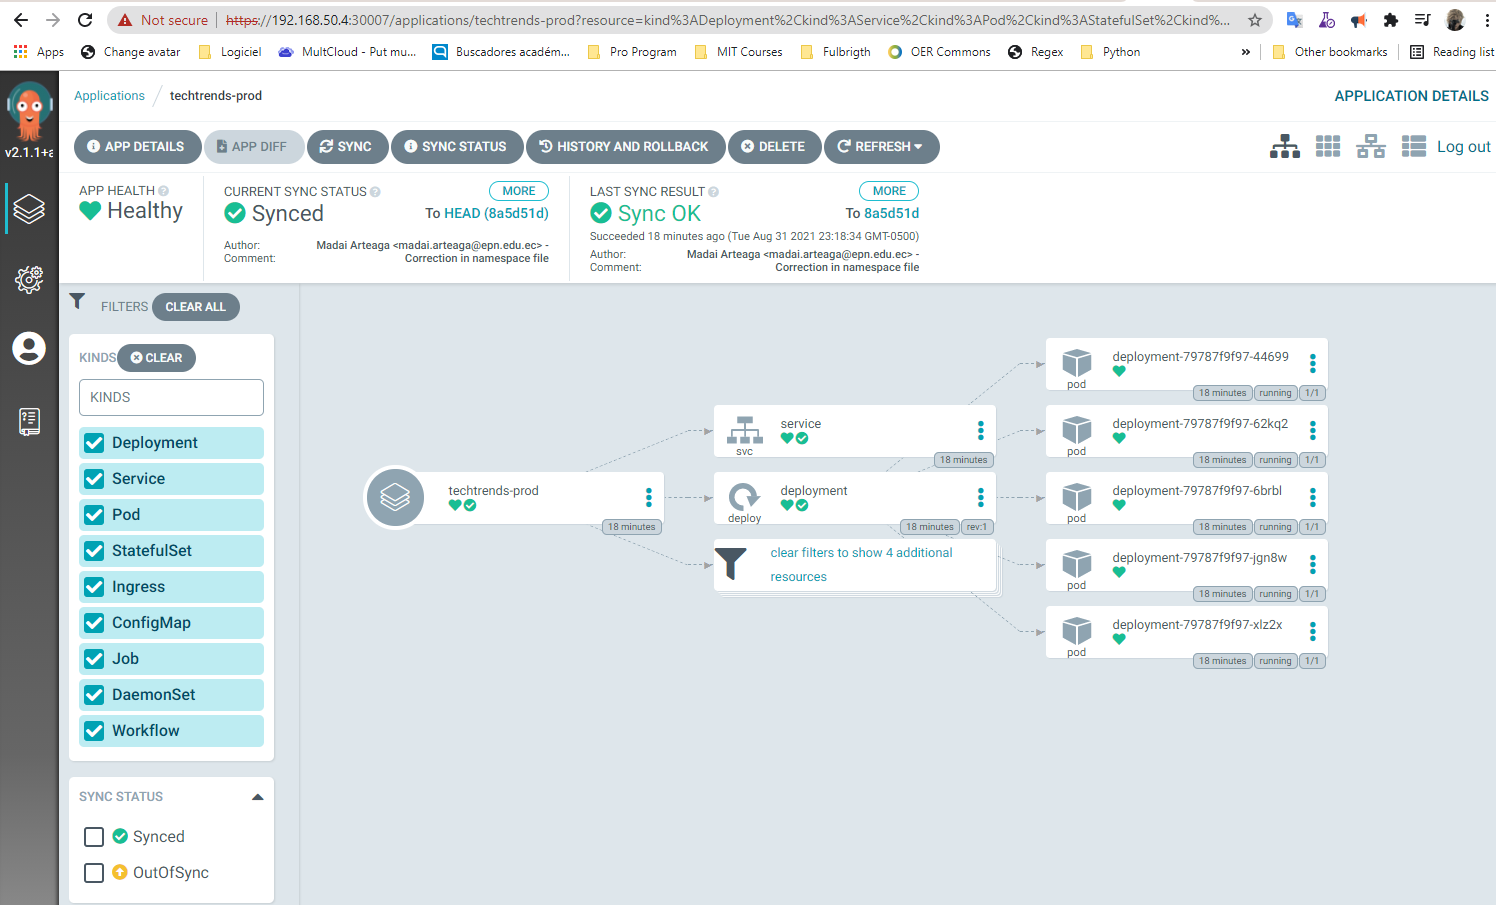 Not secure https://192.168.50.4:30007/applications/techtrends-prod?resource=kind%3ADeployment%2Ckind%3AService%2Ckind%3APod%2Ckind%3AStatefulSet%2Ckind%...
Apps Change avatar Logiciel MultCloud - Put mu... Buscadores académ... Pro Program MIT Courses Fulbrigth OER Commons Regex Python » Other bookmarks Reading list
v2.1.1+a
Applications / techtrends-prod APPLICATION DETAILS
APP DETAILS APP DIFF SYNC SYNC STATUS HISTORY AND ROLLBACK DELETE REFRESH Log out
APP HEALTH
Healthy
CURRENT SYNC STATUS MORE
Synced To HEAD (8a5d51d)
Author: Madai Arteaga <madai.arteaga@epn.edu.ec> -
Comment: Correction in namespace file
LAST SYNC RESULT MORE
Sync OK To 8a5d51d
Succeeded 18 minutes ago (Tue Aug 31 2021 23:18:34 GMT-0500)
Author: Madai Arteaga <madai.arteaga@epn.edu.ec> -
Comment: Correction in namespace file
FILTERS CLEAR ALL
KINDS CLEAR
KINDS
Deployment
Service
Pod
StatefulSet
Ingress
ConfigMap
Job
DaemonSet
Workflow
SYNC STATUS
Synced
OutOfSync
techtrends-prod
18 minutes
service
svc
18 minutes
deployment
deploy
18 minutes rev:1
clear filters to show 4 additional
resources
deployment-79787f9f97-44699
pod
18 minutes running 1/1
deployment-79787f9f97-62kq2
pod
18 minutes running 1/1
deployment-79787f9f97-6brbl
pod
18 minutes running 1/1
deployment-79787f9f97-jgn8w
pod
18 minutes running 1/1
deployment-79787f9f97-xlz2x
pod
18 minutes running 1/1